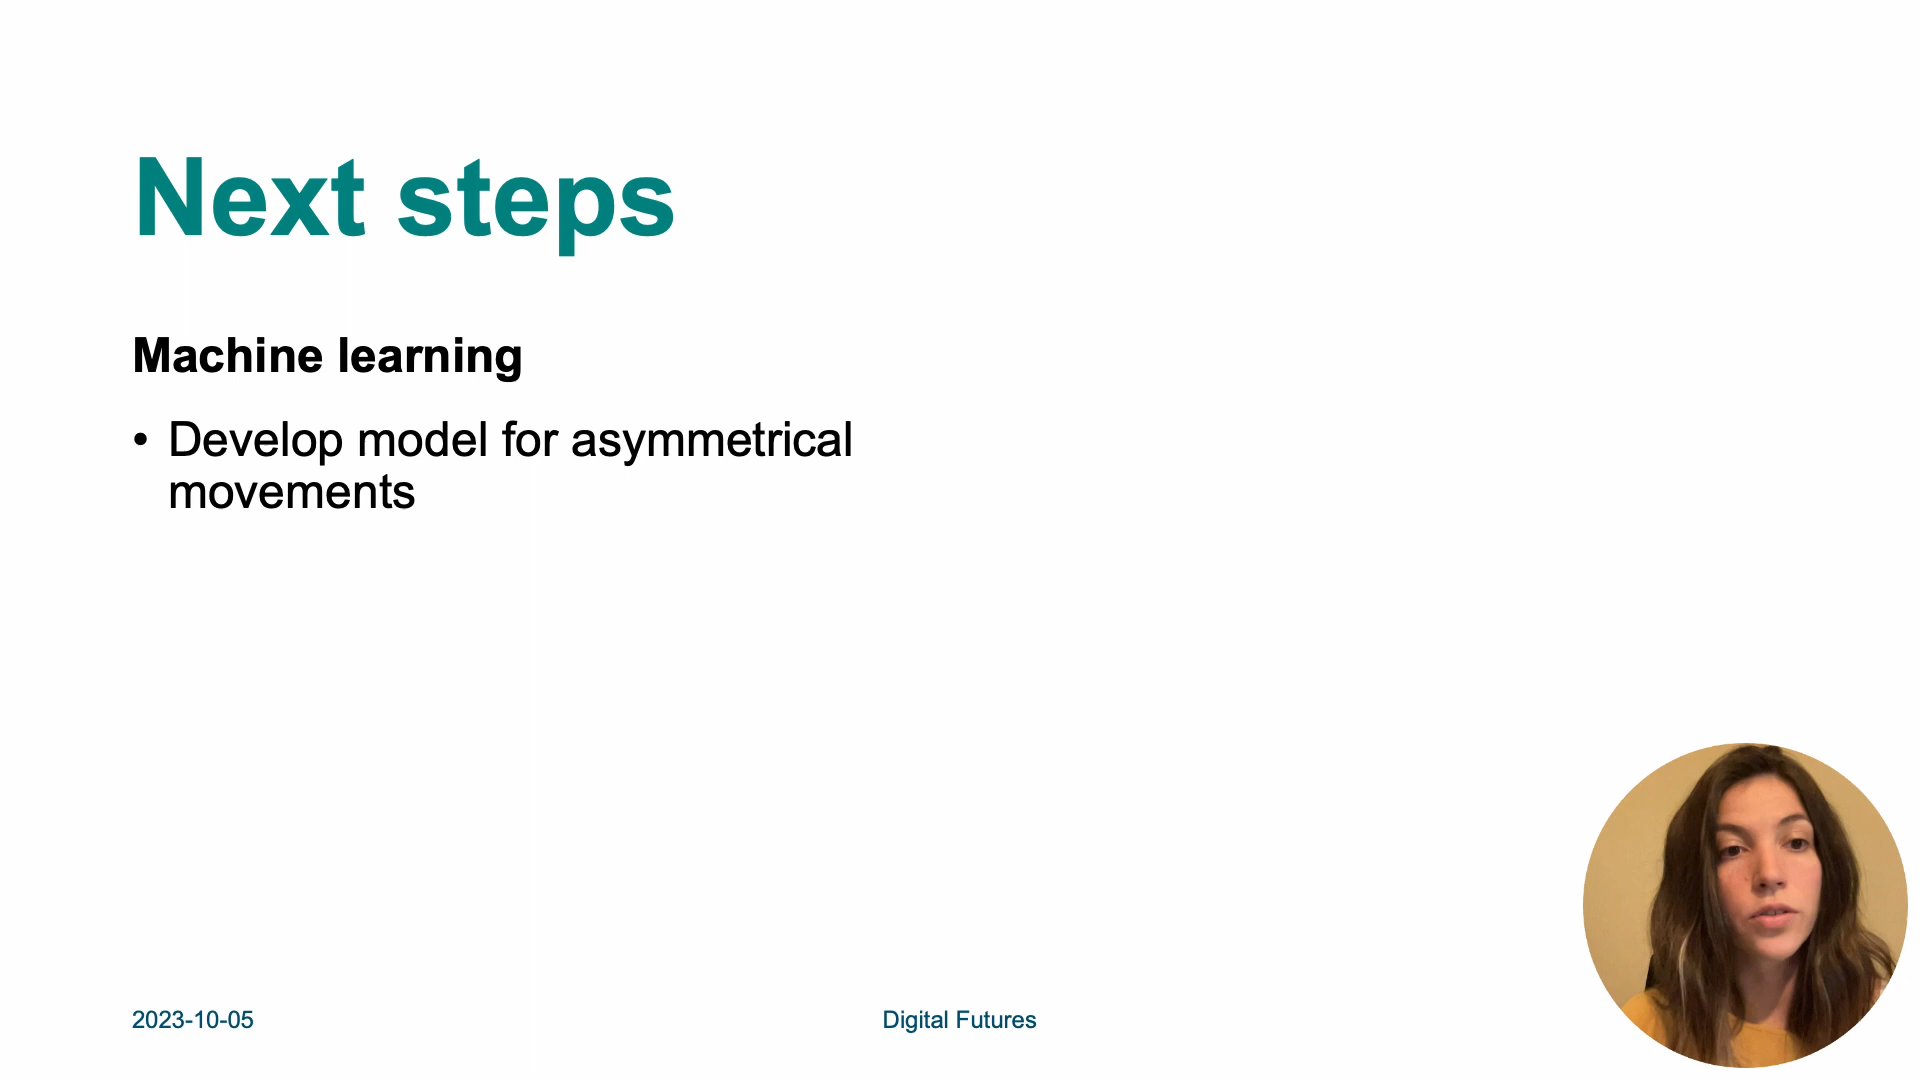 Next steps
Machine learning
• Develop model for asymmetrical
movements
2023-10-05
Digital Futures